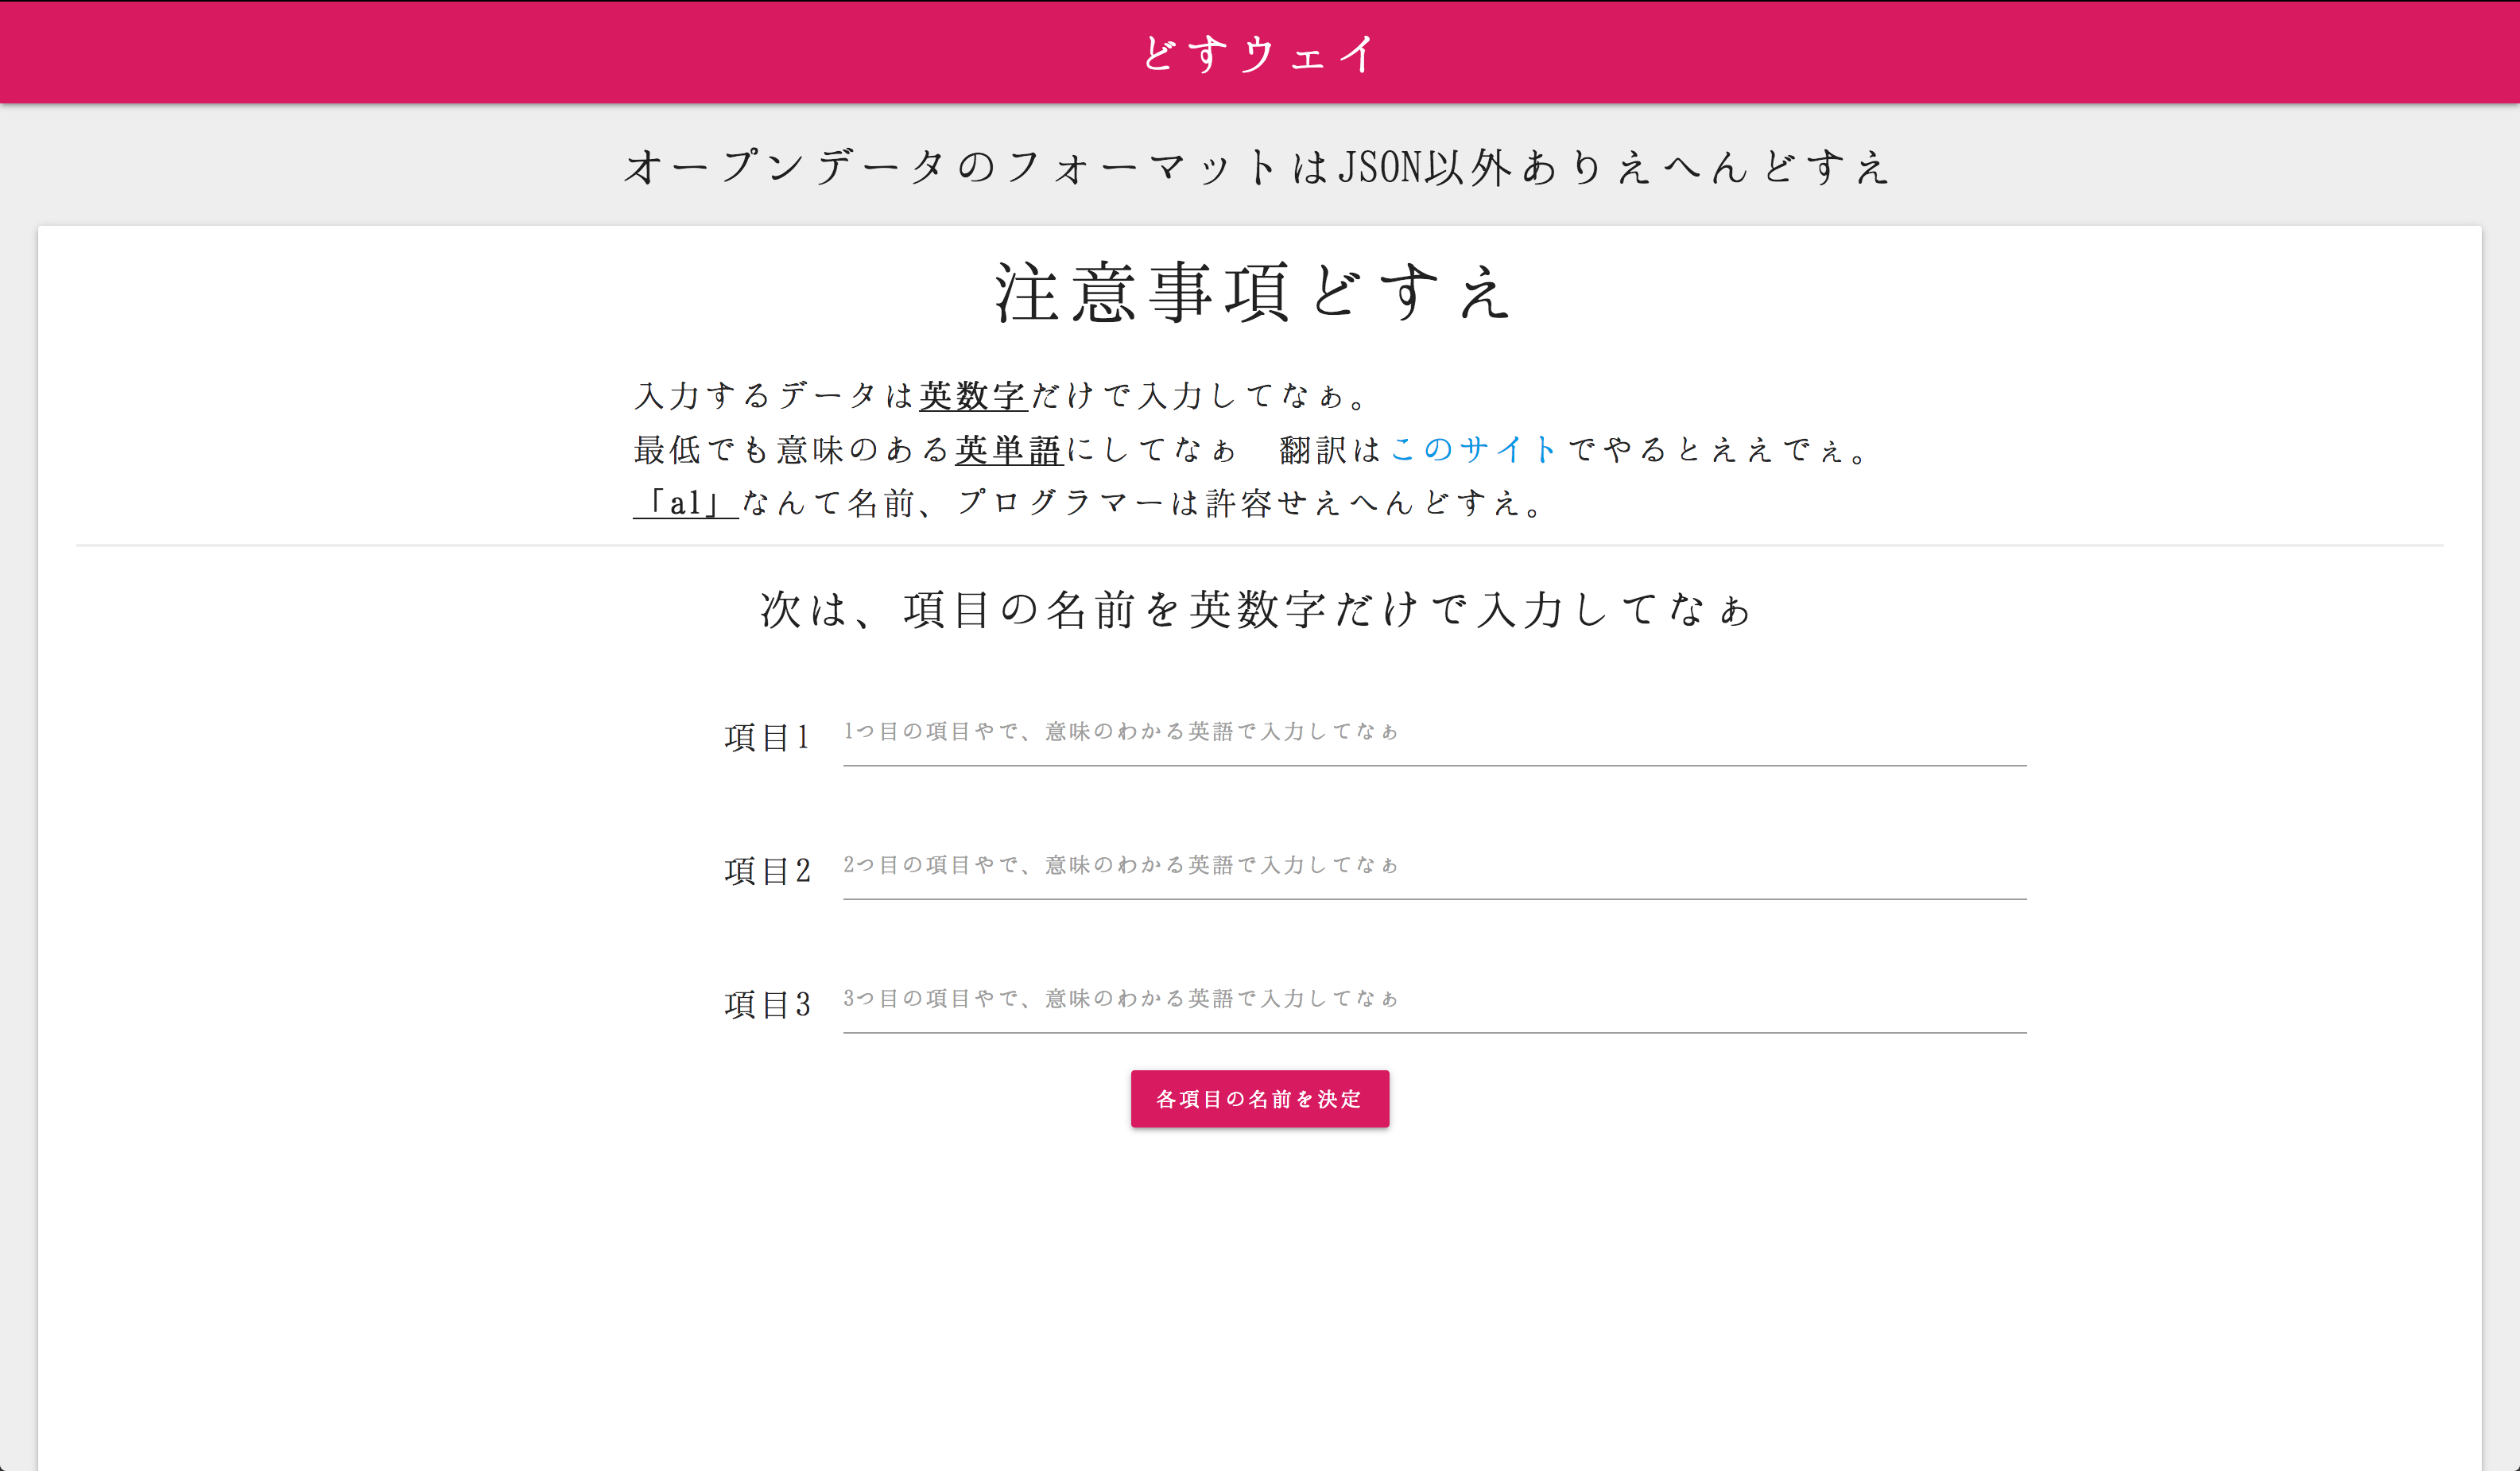 どすウェイ
オープンデータのフォーマットはJSON以外ありえへんどすえ
注意事項どすえ
入力するデータは英数字だけで入力してなぁ。
最低でも意味のある英単語にしてなぁ　翻訳はこのサイトでやるとええでぇ。
「a1」なんて名前、プログラマーは許容せえへんどすえ。
次は、項目の名前を英数字だけで入力してなぁ
項目1 1つ目の項目やで、意味のわかる英語で入力してなぁ
項目2 2つ目の項目やで、意味のわかる英語で入力してなぁ
項目3 3つ目の項目やで、意味のわかる英語で入力してなぁ
各項目の名前を決定